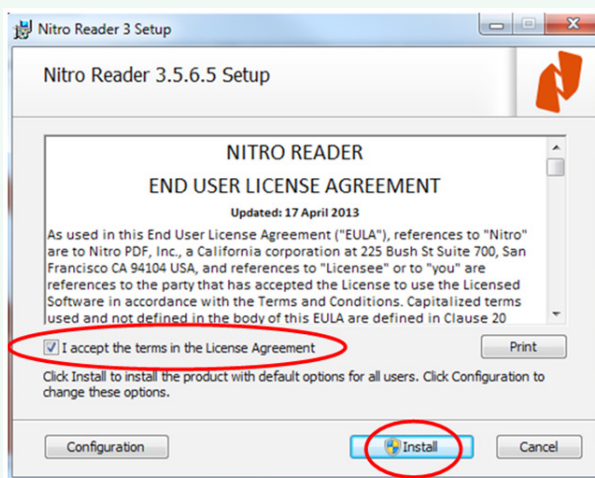 Nitro Reader 3 Setup
Nitro Reader 3.5.6.5 Setup
NITRO READER
END USER LICENSE AGREEMENT
Updated: 17 April 2013
As used in this End User License Agreement ("EULA"), references to "Nitro"
are to Nitro PDF, Inc., a California corporation at 225 Bush St Suite 700, San
Francisco CA 94104 USA, and references to "Licensee" or to "you" are
references to the party that has accepted the License to use the Licensed
Software in accordance with the Terms and Conditions. Capitalized terms
used and not defined in the body of this EULA are defined in Clause 20
I accept the terms in the License Agreement
Print
Click Install to install the product with default options for all users. Click Configuration to
change these options.
Configuration
Install
Cancel